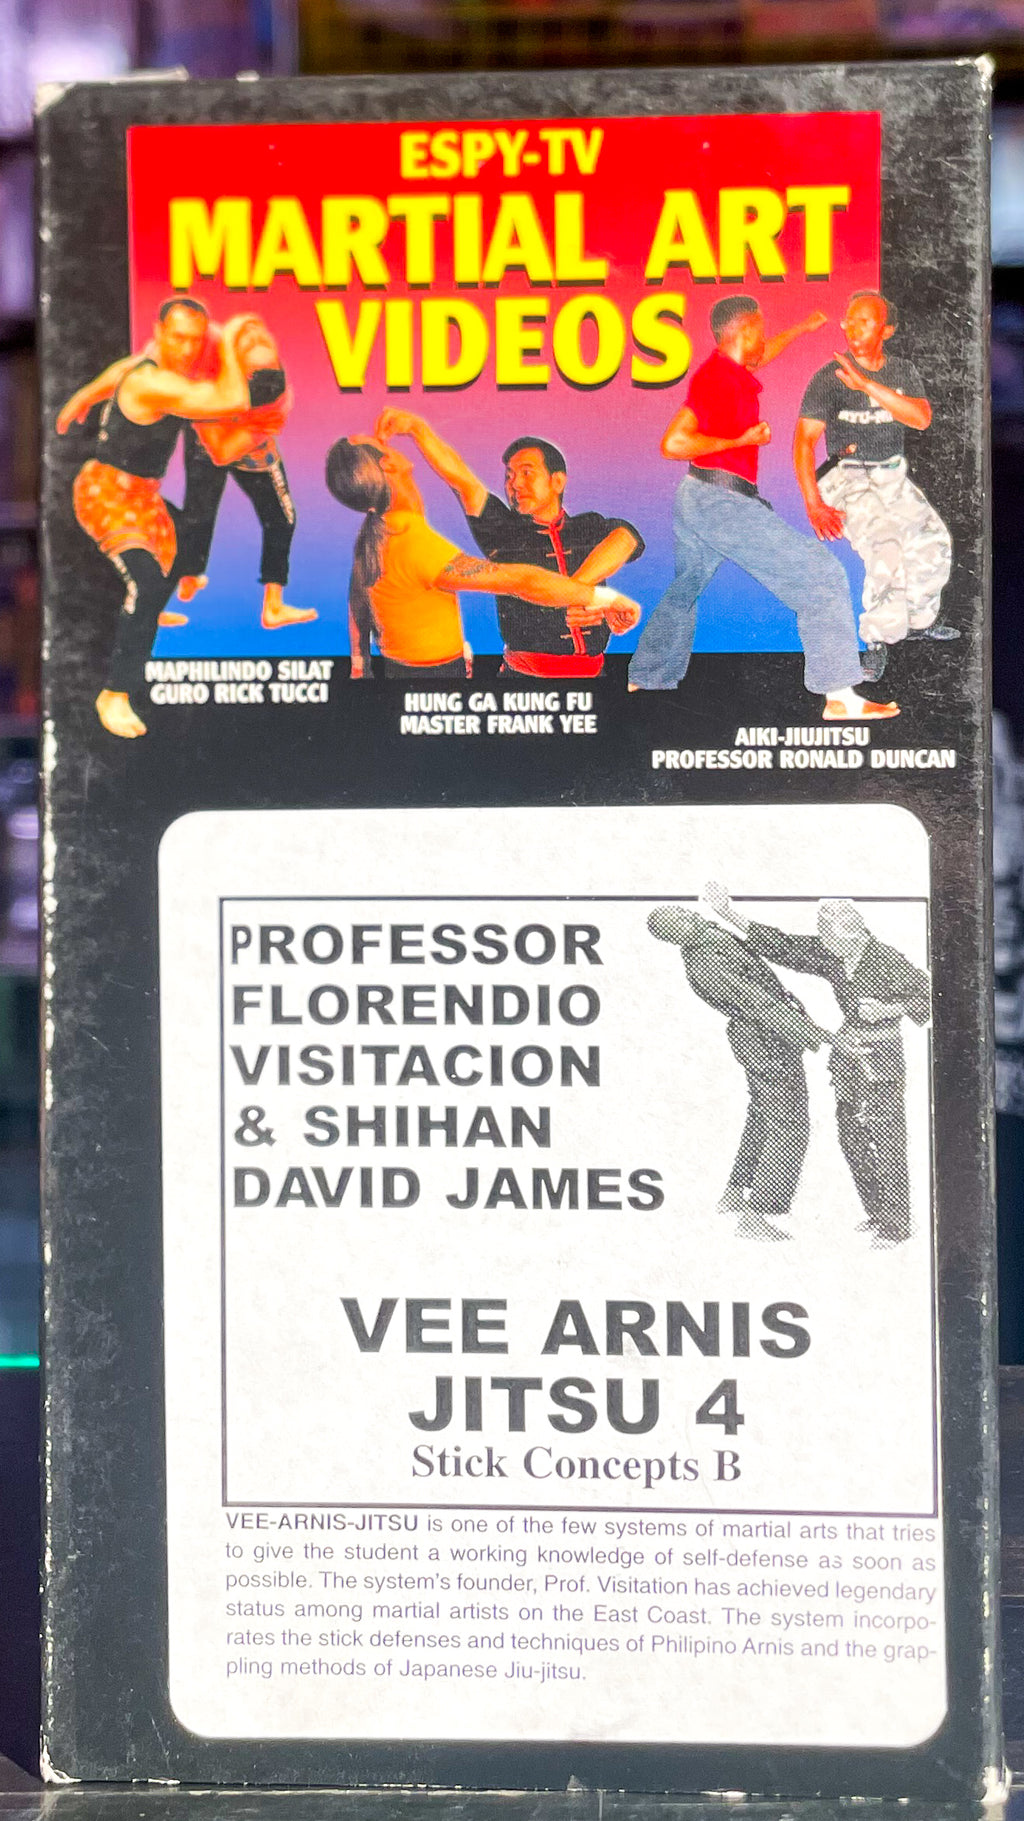 ESPY-TV
MARTIAL ART
VIDEOS
MAPHILINDO SILAT
GURO RICK TUCCI
HUNG GA KUNG FU
MASTER FRANK YEE
AIKI-JIUJITSU
PROFESSOR RONALD DUNCAN
PROFESSOR
FLORENDIO
VISITACION
& SHIHAN
DAVID JAMES
VEE ARNIS
JITSU 4
Stick Concepts B
VEE-ARNIS-JITSU is one of the few systems of martial arts that tries
to give the student a working knowledge of self-defense as soon as
possible. The system's founder, Prof. Visitation has achieved legendary
status among martial artists on the East Coast. The system incorpo-
rates the stick defenses and techniques of Philipino Arnis and the grap-
pling methods of Japanese Jiu-jitsu.